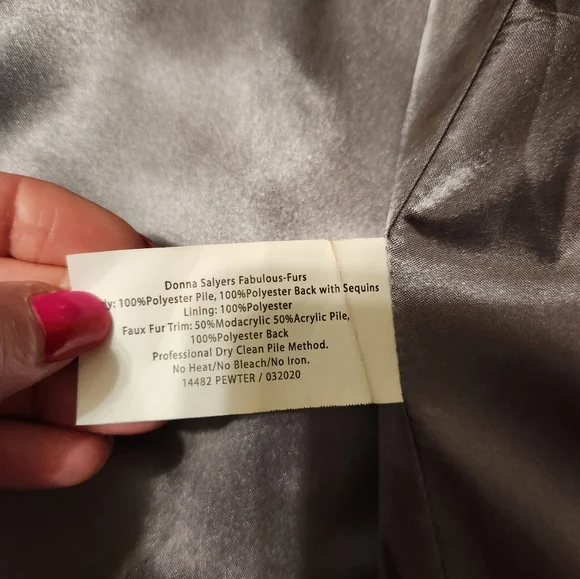 Donna Salyers Fabulous-Furs
100%Polyester Pile, 100%Polyester Back with Sequins
Lining: 100%Polyester
Faux Fur Trim: 50%Modacrylic 50%Acrylic Pile,
100%Polyester Back
Professional Dry Clean Pile Method.
No Heat/No Bleach/No Iron.
14482 PEWTER / 032020